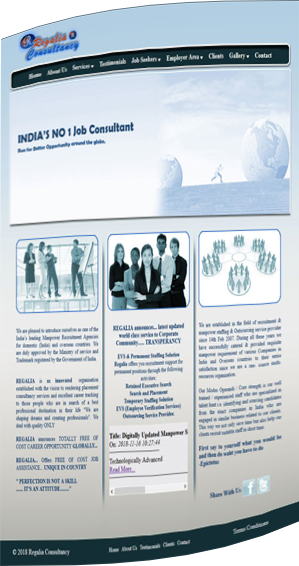 Regalia
Consultancy
Home About Us Services Testimonials Job Seekers Employer Area Clients Gallery Contact
INDIA'S NO 1 Job Consultant
Run for Better Opportunity around the globe.
We are pleased to introduce ourselves as one of the
India's leading Manpower Recruitment Agencies
for domestic (India) and overseas countries. We
are duly approved by the Ministry of service and
Trademark registered by the Government of India.
REGALIA is an innovational organization
established with the vision to rendering placement
consultancy services and excellent career tracking
to those people who are in search of a best
professional destination in their life "We are
shaping dreams and creating professionals". We
deal with QUALITY ONLY
REGALIA announces TOTALLY FREE OF
COST CAREER OPPORTUNITY GLOBALLY...
REGALIA... Offers FREE OF COST JOB
ASSISTANCE.. UNIQUE IN COUNTRY
" PERFECTION IS NOT A SKILL
...... IT'S AN ATTITUDE........"
REGALIA announces... latest updated
world class service to Corporate
Community..... TRANSPERANCY
EVS & Permanent Staffing Solution
Regalia offers you recruitment support for
permanent positions through the following
activities.
Retained Executive Search
Search and Placement
Temporary Staffing Solution
EVS (Employee Verification Services)
Outsourcing Service Provider
Title: Digitally Updated Manpower S
On: 2018-11-16 10:27:44
Technologically Advanced
Read More...
We are established in the field of recruitment &
manpower staffing & Outsourcing service provider
since 14th Feb 2007. During all these years we
have successfully catered & provided requisite
manpower requirement of various Companies in
India and Overseas countries to their utmost
satisfaction since we are a one source multi-
resources organization.
Our Modus Operandi / Core strength is our well
trained / experienced staff who are specialized in
talent hunt i.e. identifying and sourcing candidates
from the exact companies in India who are
engaged in similar business related to our clients.
This way we not only save time but also help our
clients recruit suitable staff in short time.
First say to yourself what you would be
and then do what you have to do
-Epictetus
Share With Us
Terms Conditions
Home About Us Testimonials Clients Contact
© 2018 Regalia Consultancy